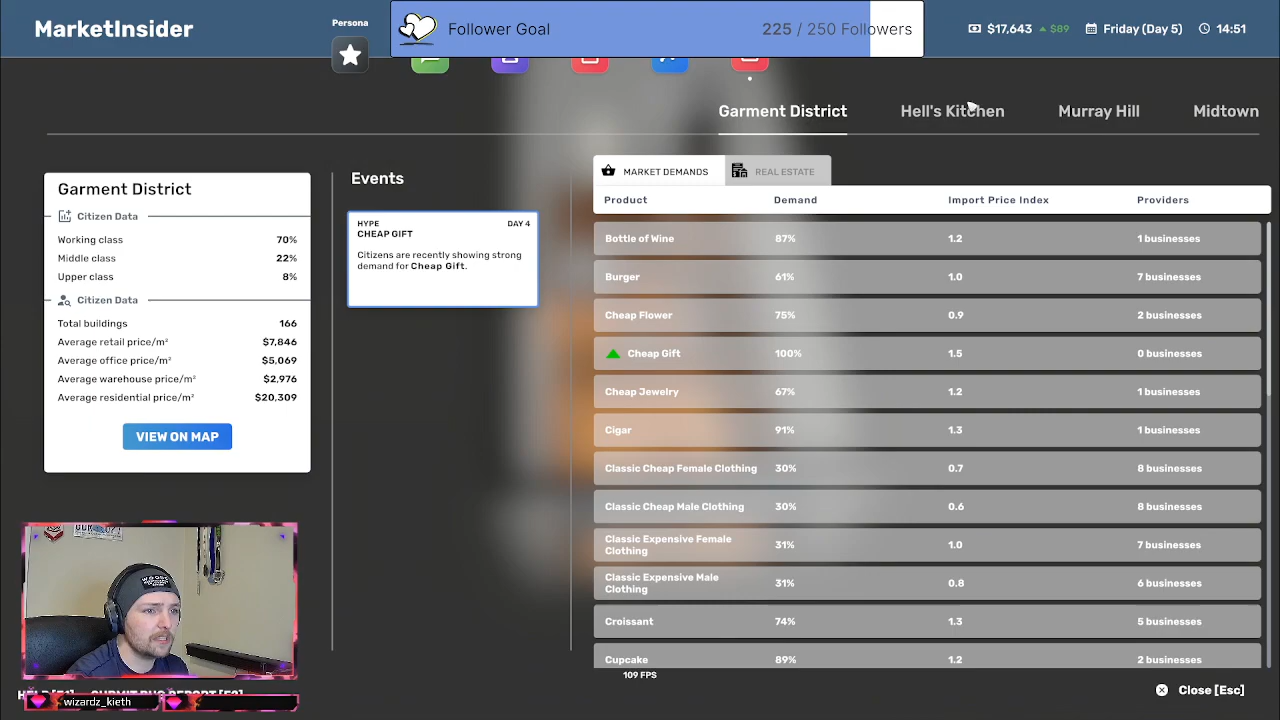 MarketInsider
Persona
Follower Goal
225 / 250 Followers
$17,643
$89
Friday (Day 5)
14:51
Garment District
Hell's Kitchen
Murray Hill
Midtown
Garment District
Citizen Data
Working class 70%
Middle class 22%
Upper class 8%
Citizen Data
Total buildings 166
Average retail price/m² $7,846
Average office price/m² $5,069
Average warehouse price/m² $2,976
Average residential price/m² $20,309
VIEW ON MAP
Events
HYPE DAY 4
CHEAP GIFT
Citizens are recently showing strong
demand for Cheap Gift.
MARKET DEMANDS
REAL ESTATE
Product Demand Import Price Index Providers
Bottle of Wine 87% 1.2 1 businesses
Burger 61% 1.0 7 businesses
Cheap Flower 75% 0.9 2 businesses
Cheap Gift 100% 1.5 0 businesses
Cheap Jewelry 67% 1.2 1 businesses
Cigar 91% 1.3 1 businesses
Classic Cheap Female Clothing 30% 0.7 8 businesses
Classic Cheap Male Clothing 30% 0.6 8 businesses
Classic Expensive Female
Clothing 31% 1.0 7 businesses
Classic Expensive Male
Clothing 31% 0.8 6 businesses
Croissant 74% 1.3 5 businesses
Cupcake 89% 1.2 2 businesses
109 FPS
HELP [F1] SUBMIT BUG REPORT [F2]
wizardz_kieth
Close [Esc]